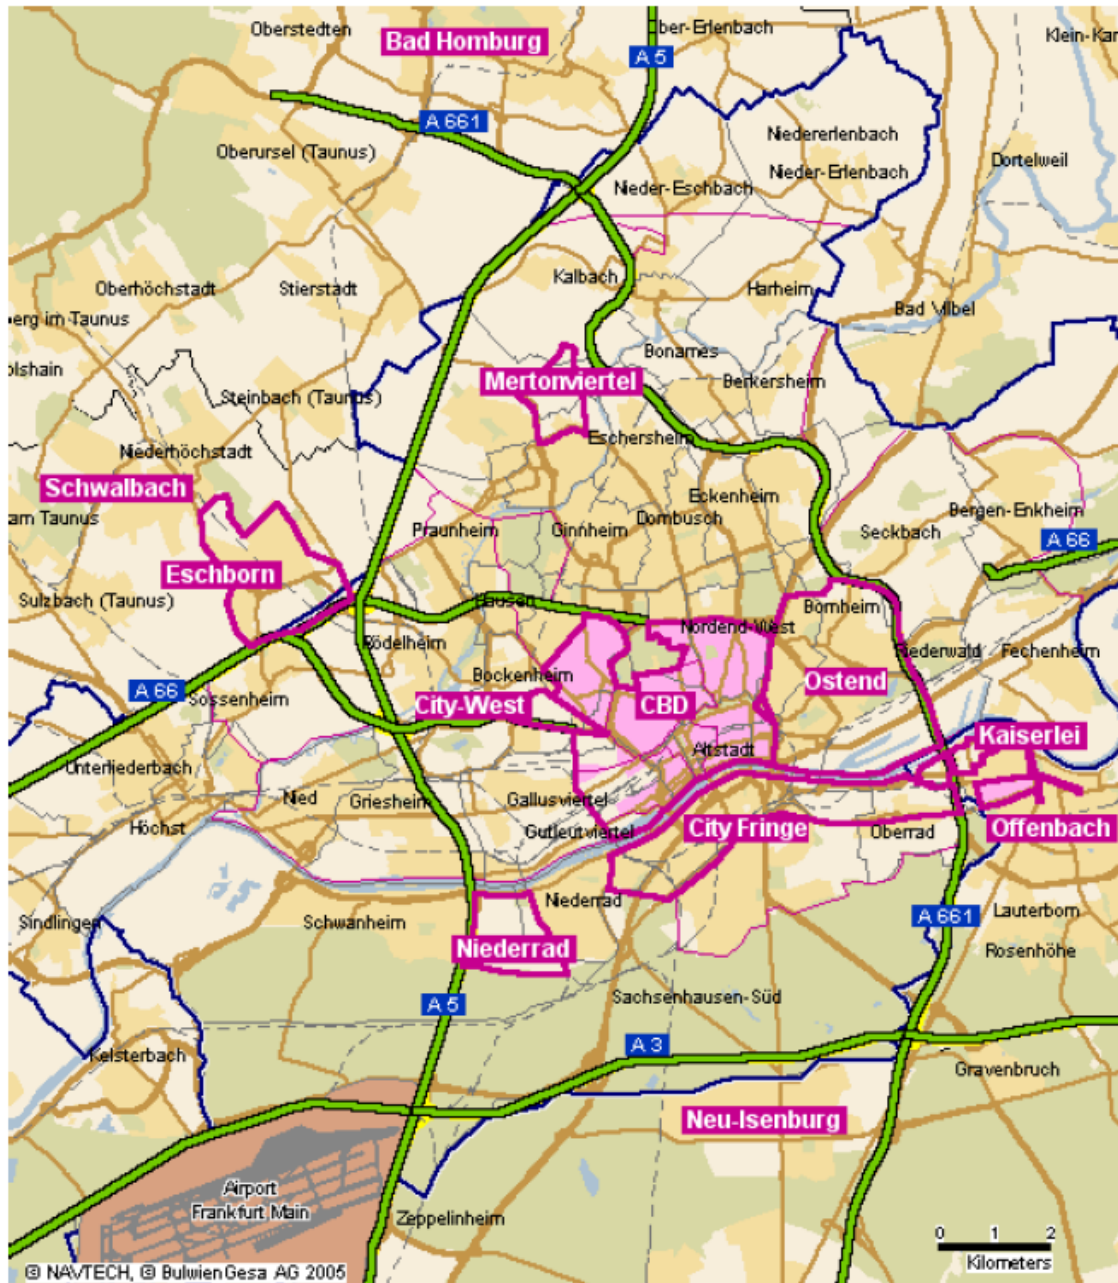 Oberstedten
Bad Homburg
ber-Erlenbach
Klein-Kar
A 5
A 661
Niedererlenbach
Oberursel (Taunus)
Dortelweil
Nieder-Erlenbach
Nieder-Eschbach
Kalbach
Oberhöchstadt
Stierstadt
Harheim
Bad Vilbel
erg im Taunus
Bonames
olshain
Mertonviertel
Berkersheim
Steinbach (Taunus)
Eschersheim
Niederhöchstadt
Schwalbach
Eckenheim
Bergen-Enkheim
am Taunus
Praunheim
Ginnheim
Dornbusch
Seckbach
A 66
Eschborn
Sulzbach (Taunus)
Hausen
Bornheim
Nordend-West
Rödelheim
Riederwald
Fechenheim
Bockenheim
Ostend
A 66
Sossenheim
City-West
CBD
Kaiserlei
Altstadt
Unterliederbach
Nied
Griesheim
Gallusviertel
Höchst
Gutleutviertel
City Fringe
Oberrad
Offenbach
Niederrad
Lauterborn
Sindlingen
Schwanheim
A 661
Niederrad
Rosenhöhe
A 5
Sachsenhausen-Süd
Kelsterbach
A 3
Gravenbruch
Neu-Isenburg
Airport
Frankfurt Main
Zeppelinheim
0 1 2
Kilometers
© NAVTECH, © BulwienGesa AG 2005